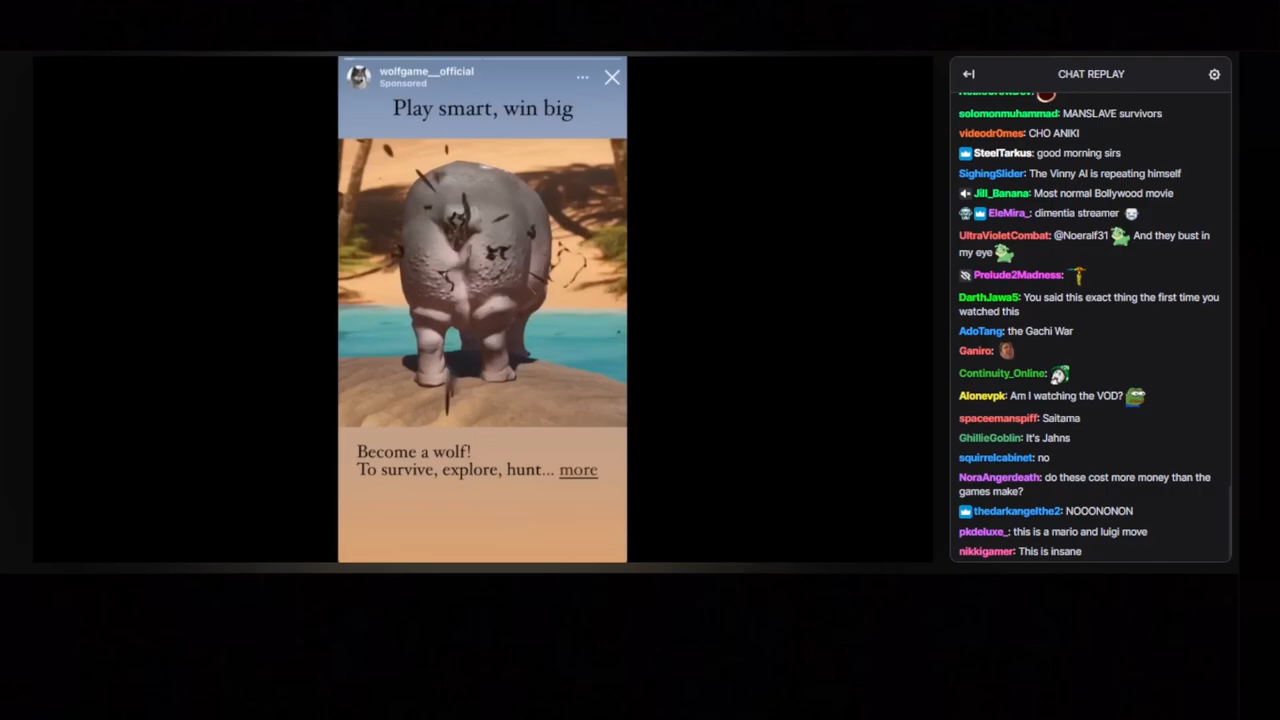 wolfgame__official
Sponsored
Play smart, win big
Become a wolf!
To survive, explore, hunt... more
CHAT REPLAY
solomonmuhammad: MANSLAVE survivors
videodr0mes: CHO ANIKI
SteelTarkus: good morning sirs
SighingSlider: The Vinny AI is repeating himself
Jill_Banana: Most normal Bollywood movie
EleMira_: dimentia streamer
UltraVioletCombat: @Noeralf31 And they bust in
my eye
Prelude2Madness:
DarthJawa5: You said this exact thing the first time you
watched this
AdoTang: the Gachi War
Ganiro:
Continuity_Online:
Alonevpk: Am I watching the VOD?
spaceemanspiff: Saitama
GhillieGoblin: It's Jahns
squirrelcabinet: no
NoraAngerdeath: do these cost more money than the
games make?
thedarkangelthe2: NOOONONON
pkdeluxe_: this is a mario and luigi move
nikkigamer: This is insane